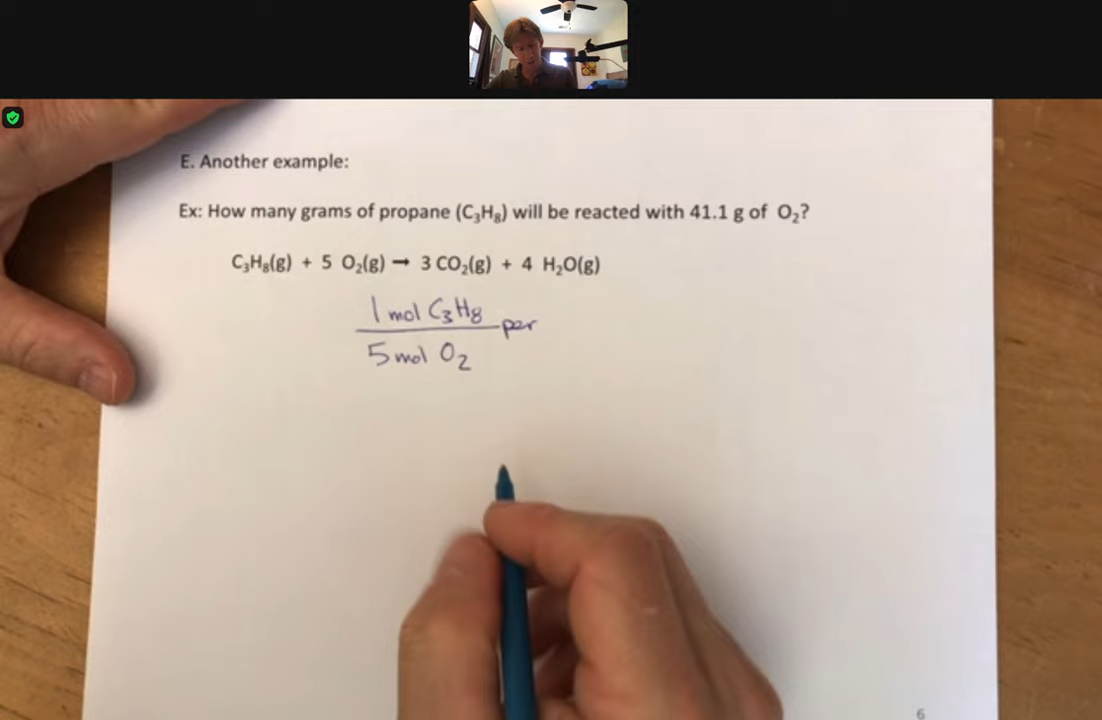 E. Another example:
Ex: How many grams of propane (C₃H₈) will be reacted with 41.1 g of O₂?
C₃H₈(g) + 5 O₂(g) → 3 CO₂(g) + 4 H₂O(g)
1 mol C₃H₈
per
5 mol O₂
6